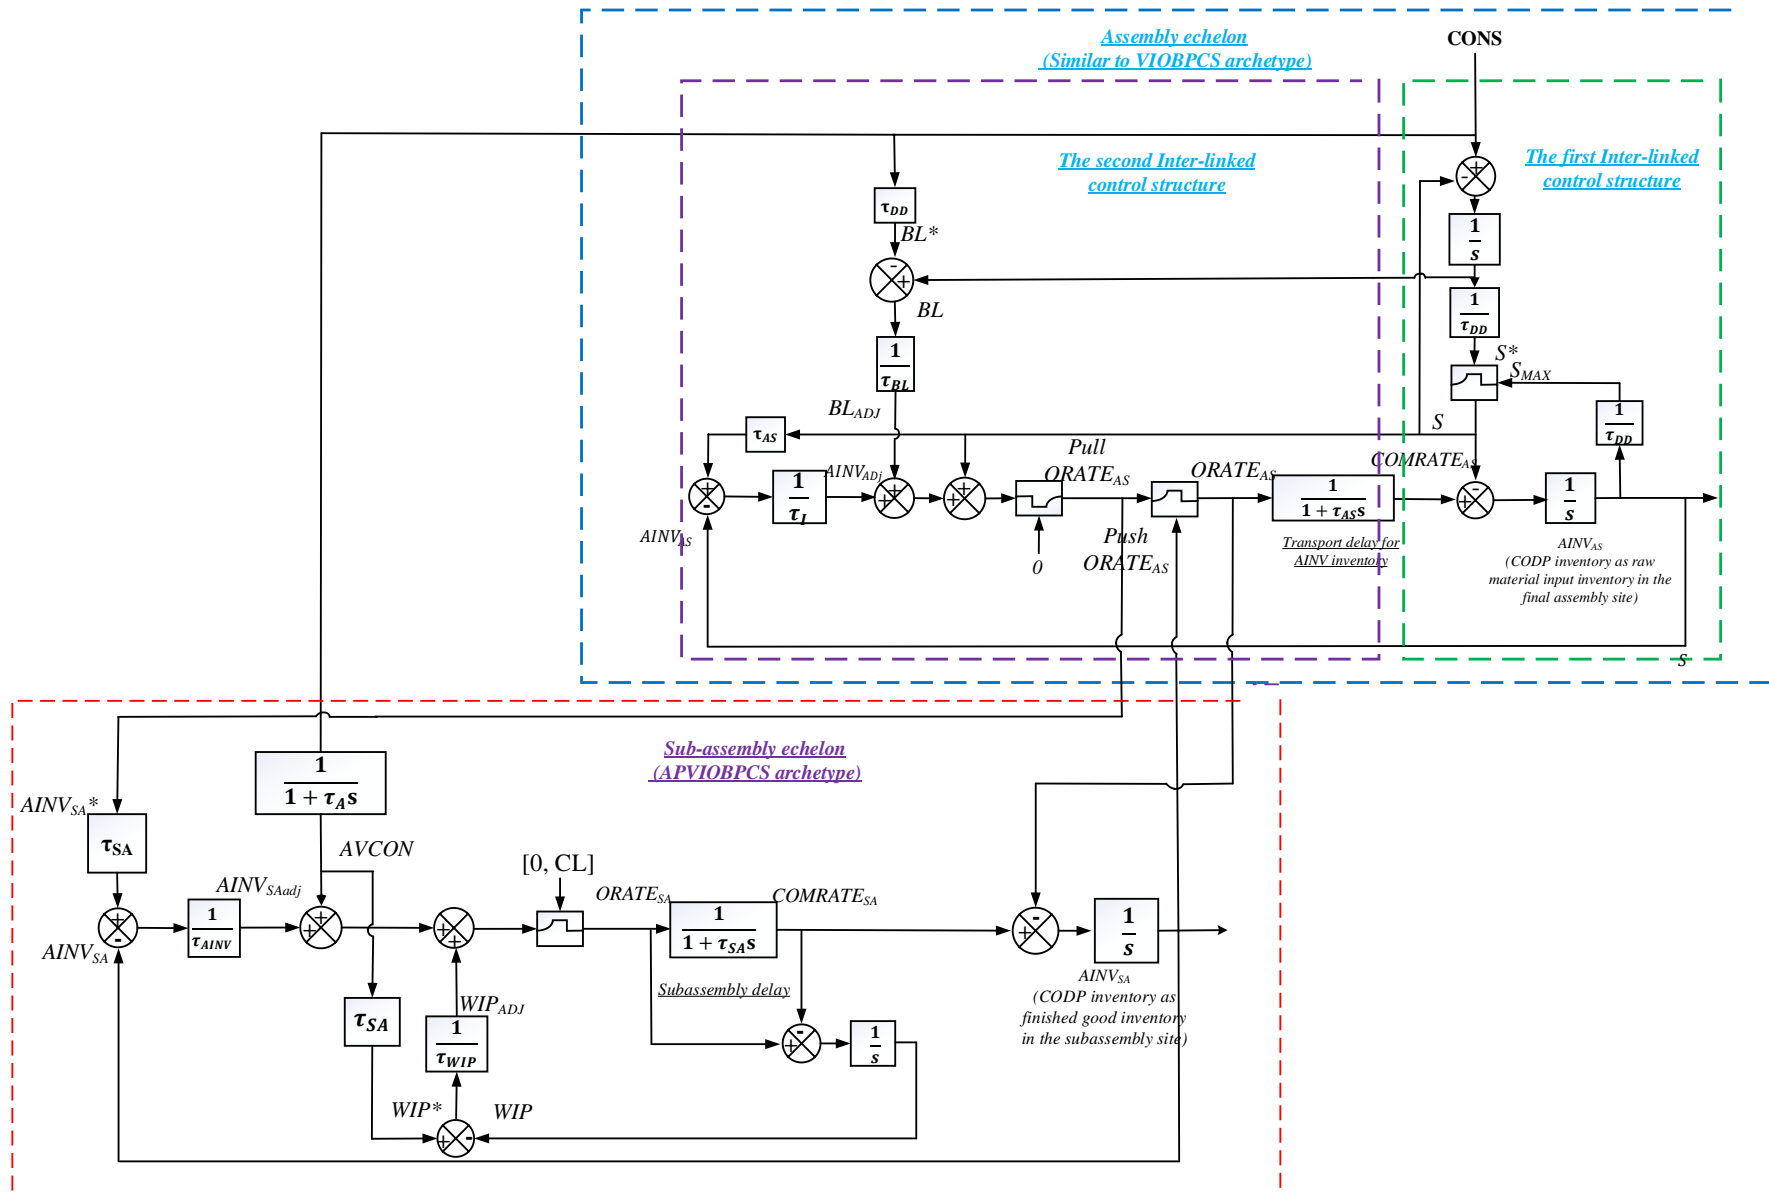 Assembly echelon
(Similar to VIOBPCS archetype)
CONS
The second Inter-linked
control structure
The first Inter-linked
control structure
+
-
τDD
BL*
1
s
-
+
BL
1
τDD
S*
SMAX
1
τBL
BLADJ
S
1
τDD
τAS
Pull
ORATEAS
ORATEAS
COMRATEAS
AINVADj
+
-
1
τI
+
+
+
+
1
1 + τASs
-
+
1
s
AINVAS
0
Push
ORATEAS
Transport delay for
AINV inventory
AINVAS
(CODP inventory as raw
material input inventory in the
final assembly site)
S
Sub-assembly echelon
(APVIOBPCS archetype)
1
1 + τAs
AINVSA*
τSA
AVCON
[0, CL]
AINVSAadj
ORATESA
COMRATESA
+
-
1
τAINV
+
+
+
+
1
1 + τSAs
-
+
1
s
AINVSA
Subassembly delay
AINVSA
(CODP inventory as
finished good inventory
in the subassembly site)
τSA
WIPADJ
1
τWIP
-
+
1
s
WIP*
WIP
+
-